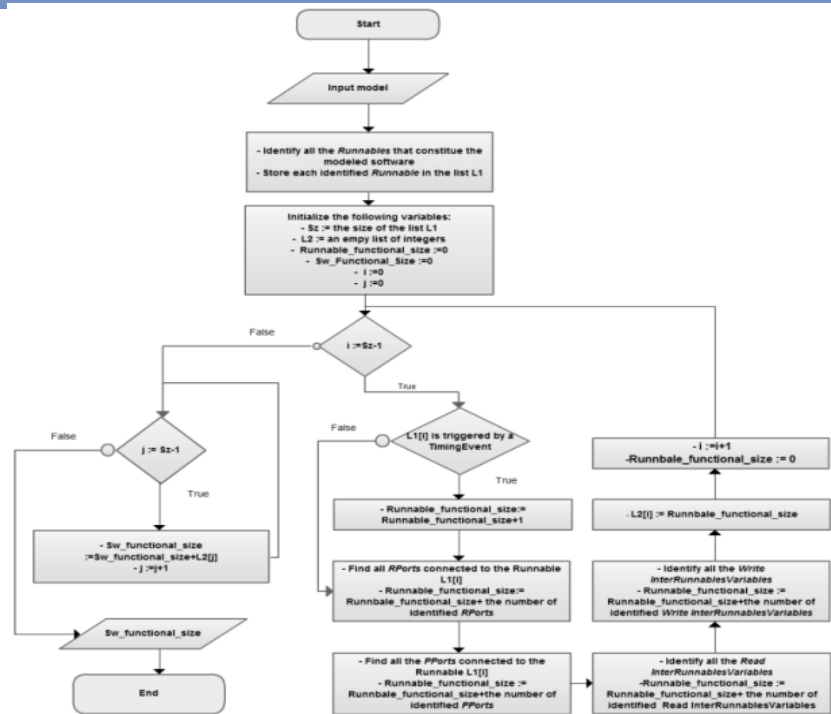 Start
Input model
- Identify all the Runnables that constitue the
modeled software
- Store each identified Runnable in the list L1
Initialize the following variables:
- Sz := the size of the list L1
- L2 := an empy list of integers
- Runnable_functional_size :=0
- Sw_Functional_Size :=0
- i :=0
- j :=0
i :=Sz-1
False
True
j := Sz-1
False
True
- Sw_functional_size
:=Sw_functional_size+L2[j]
- j :=j+1
Sw_functional_size
End
L1[i] is triggered by a
TimingEvent
False
True
- Runnable_functional_size:=
Runnable_functional_size+1
- Find all RPorts connected to the Runnable
L1[i]
- Runnable_functional_size:=
Runnbale_functional_size+ the number of
identified RPorts
- Find all the PPorts connected to the
Runnable L1[i]
- Runnable_functional_size :=
Runnbale_functional_size+the number of
identified PPorts
- Identify all the Read
InterRunnablesVariables
-Runnable_functional_size :=
Runnable_functional_size+ the number of
identified Read InterRunnablesVariables
- Identify all the Write
InterRunnablesVariables
- Runnable_functional_size :=
Runnable_functional_size+the number of
identified Write InterRunnablesVariables
- L2[i] := Runnbale_functional_size
- i :=i+1
-Runnbale_functional_size := 0